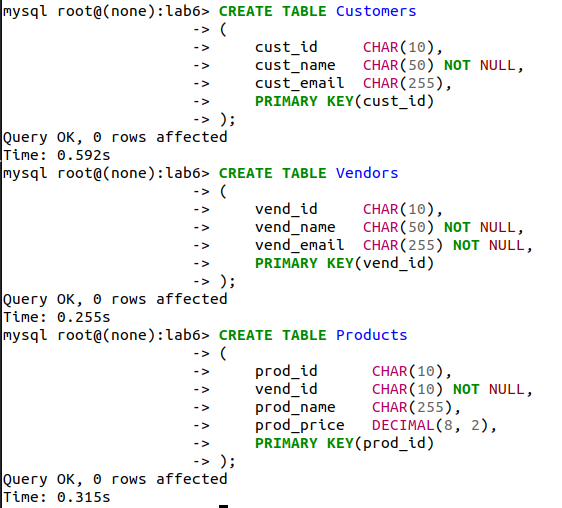 mysql root@(none):lab6> CREATE TABLE Customers
-> (
-> cust_id CHAR(10),
-> cust_name CHAR(50) NOT NULL,
-> cust_email CHAR(255),
-> PRIMARY KEY(cust_id)
-> );
Query OK, 0 rows affected
Time: 0.592s
mysql root@(none):lab6> CREATE TABLE Vendors
-> (
-> vend_id CHAR(10),
-> vend_name CHAR(50) NOT NULL,
-> vend_email CHAR(255) NOT NULL,
-> PRIMARY KEY(vend_id)
-> );
Query OK, 0 rows affected
Time: 0.255s
mysql root@(none):lab6> CREATE TABLE Products
-> (
-> prod_id CHAR(10),
-> vend_id CHAR(10) NOT NULL,
-> prod_name CHAR(255),
-> prod_price DECIMAL(8, 2),
-> PRIMARY KEY(prod_id)
-> );
Query OK, 0 rows affected
Time: 0.315s